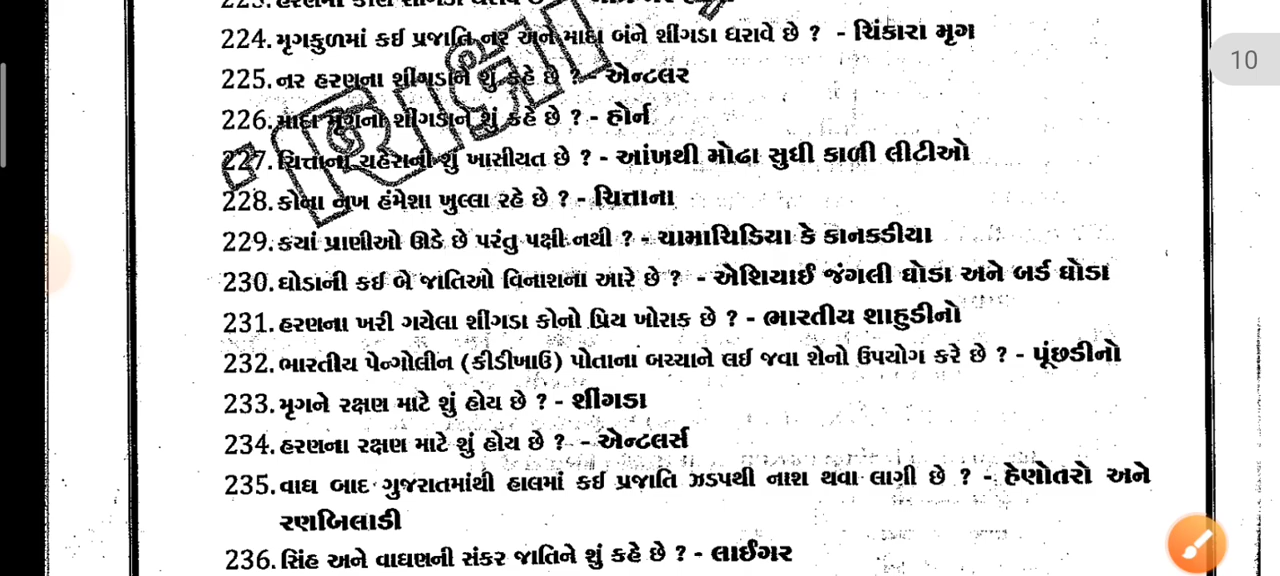 224. મૃગકુળમાં કઈ પ્રજાતિ નર અને માદા બંને શીંગડા ધરાવે છે ? - ચિંકારા મૃગ
10
225. નર હરણના શીંગડાને શું કહે છે ? - એન્ટલર
226. માદા મૃગના શીંગડાને શું કહે છે ? - હોર્ન
227. ચિત્તાના ચહેરાની શું ખાસીયત છે ? - આંખથી મોઢા સુધી કાળી લીટીઓ
228. કોના નખ હંમેશા ખુલ્લા રહે છે ? - ચિત્તાના
229. કયાં પ્રાણીઓ ઊડે છે પરંતુ પક્ષી નથી ? - ચામાચિડિયા કે કાનકડીયા
230. ઘોડાની કઈ બે જાતિઓ વિનાશના આરે છે ? - એશિયાઈ જંગલી ઘોડા અને બર્ડ ઘોડા
231. હરણના ખરી ગયેલા શીંગડા કોનો પ્રિય ખોરાક છે ? - ભારતીય શાહુડીનો
232. ભારતીય પેન્ગોલીન (કીડીખાઉ) પોતાનાં બચ્ચાને લઈ જવા શેનો ઉપયોગ કરે છે ? - પૂંછડીનો
233. મૃગને રક્ષણ માટે શું હોય છે ? - શીંગડા
234. હરણના રક્ષણ માટે શું હોય છે ? - એન્ટલર્સ
235. વાઘ બાદ ગુજરાતમાંથી હાલમાં કઈ પ્રજાતિ ઝડપથી નાશ થવા લાગી છે ? - હેણોતરો અને
રણબિલાડી
236. સિંહ અને વાઘણની સંકર જાતિને શું કહે છે ? - લાઈગર